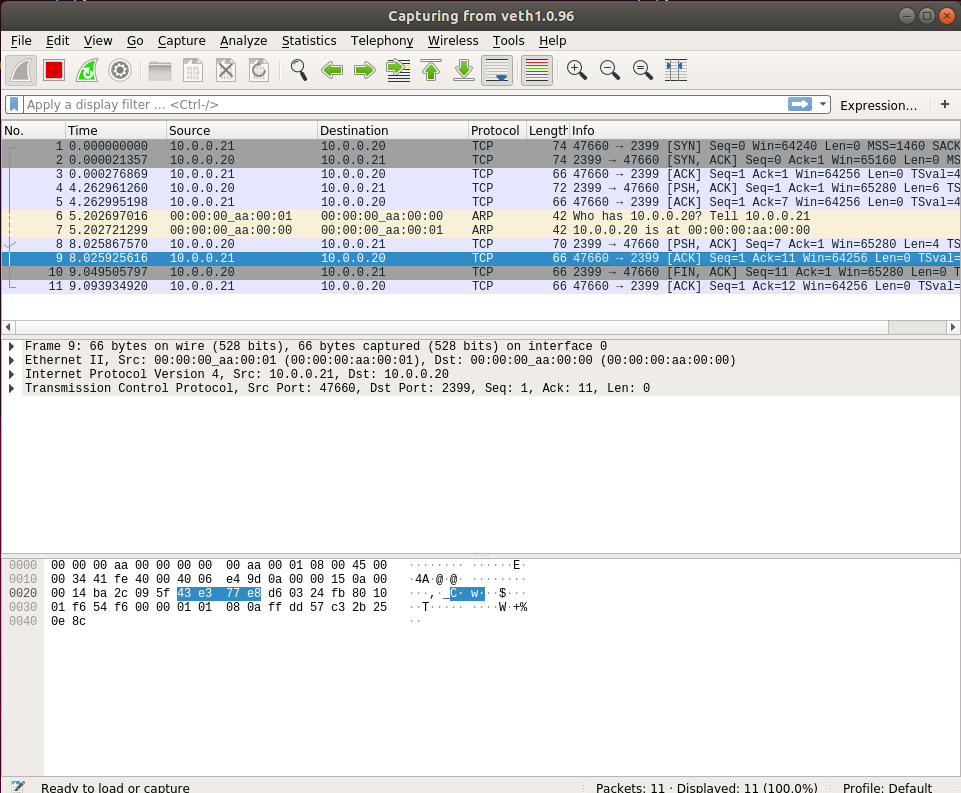 Capturing from veth1.0.96
File Edit View Go Capture Analyze Statistics Telephony Wireless Tools Help
Apply a display filter … <Ctrl-/> Expression… +
No. Time Source Destination Protocol Length Info
1 0.000000000 10.0.0.21 10.0.0.20 TCP 74 47660 → 2399 [SYN] Seq=0 Win=64240 Len=0 MSS=1460 SACK
2 0.000021357 10.0.0.20 10.0.0.21 TCP 74 2399 → 47660 [SYN, ACK] Seq=0 Ack=1 Win=65160 Len=0 MS
3 0.000276869 10.0.0.21 10.0.0.20 TCP 66 47660 → 2399 [ACK] Seq=1 Ack=1 Win=64256 Len=0 TSval=4
4 4.262961260 10.0.0.20 10.0.0.21 TCP 72 2399 → 47660 [PSH, ACK] Seq=1 Ack=1 Win=65280 Len=6 TS
5 4.262995198 10.0.0.21 10.0.0.20 TCP 66 47660 → 2399 [ACK] Seq=1 Ack=7 Win=64256 Len=0 TSval=4
6 5.202697016 00:00:00_aa:00:01 00:00:00_aa:00:00 ARP 42 Who has 10.0.0.20? Tell 10.0.0.21
7 5.202721299 00:00:00_aa:00:00 00:00:00_aa:00:01 ARP 42 10.0.0.20 is at 00:00:00:aa:00:00
8 8.025867570 10.0.0.20 10.0.0.21 TCP 70 2399 → 47660 [PSH, ACK] Seq=7 Ack=1 Win=65280 Len=4 TS
9 8.025925616 10.0.0.21 10.0.0.20 TCP 66 47660 → 2399 [ACK] Seq=1 Ack=11 Win=64256 Len=0 TSval=
10 9.049505797 10.0.0.20 10.0.0.21 TCP 66 2399 → 47660 [FIN, ACK] Seq=11 Ack=1 Win=65280 Len=0 T
11 9.093934920 10.0.0.21 10.0.0.20 TCP 66 47660 → 2399 [ACK] Seq=1 Ack=12 Win=64256 Len=0 TSval=
Frame 9: 66 bytes on wire (528 bits), 66 bytes captured (528 bits) on interface 0
Ethernet II, Src: 00:00:00_aa:00:01 (00:00:00:aa:00:01), Dst: 00:00:00_aa:00:00 (00:00:00:aa:00:00)
Internet Protocol Version 4, Src: 10.0.0.21, Dst: 10.0.0.20
Transmission Control Protocol, Src Port: 47660, Dst Port: 2399, Seq: 1, Ack: 11, Len: 0
0000 00 00 00 aa 00 00 00 00 00 aa 00 01 08 00 45 00 ········ ······E·
0010 00 34 41 fe 40 00 40 06 e4 9d 0a 00 00 15 0a 00 ·4A·@·@· ········
0020 00 14 ba 2c 09 5f 43 e3 77 e8 d6 03 24 fb 80 10 ···,·_C· w···$···
0030 01 f6 54 f6 00 00 01 01 08 0a ff dd 57 c3 2b 25 ··T····· ····W·+%
0040 0e 8c ··
Ready to load or capture Packets: 11 · Displayed: 11 (100.0%) Profile: Default